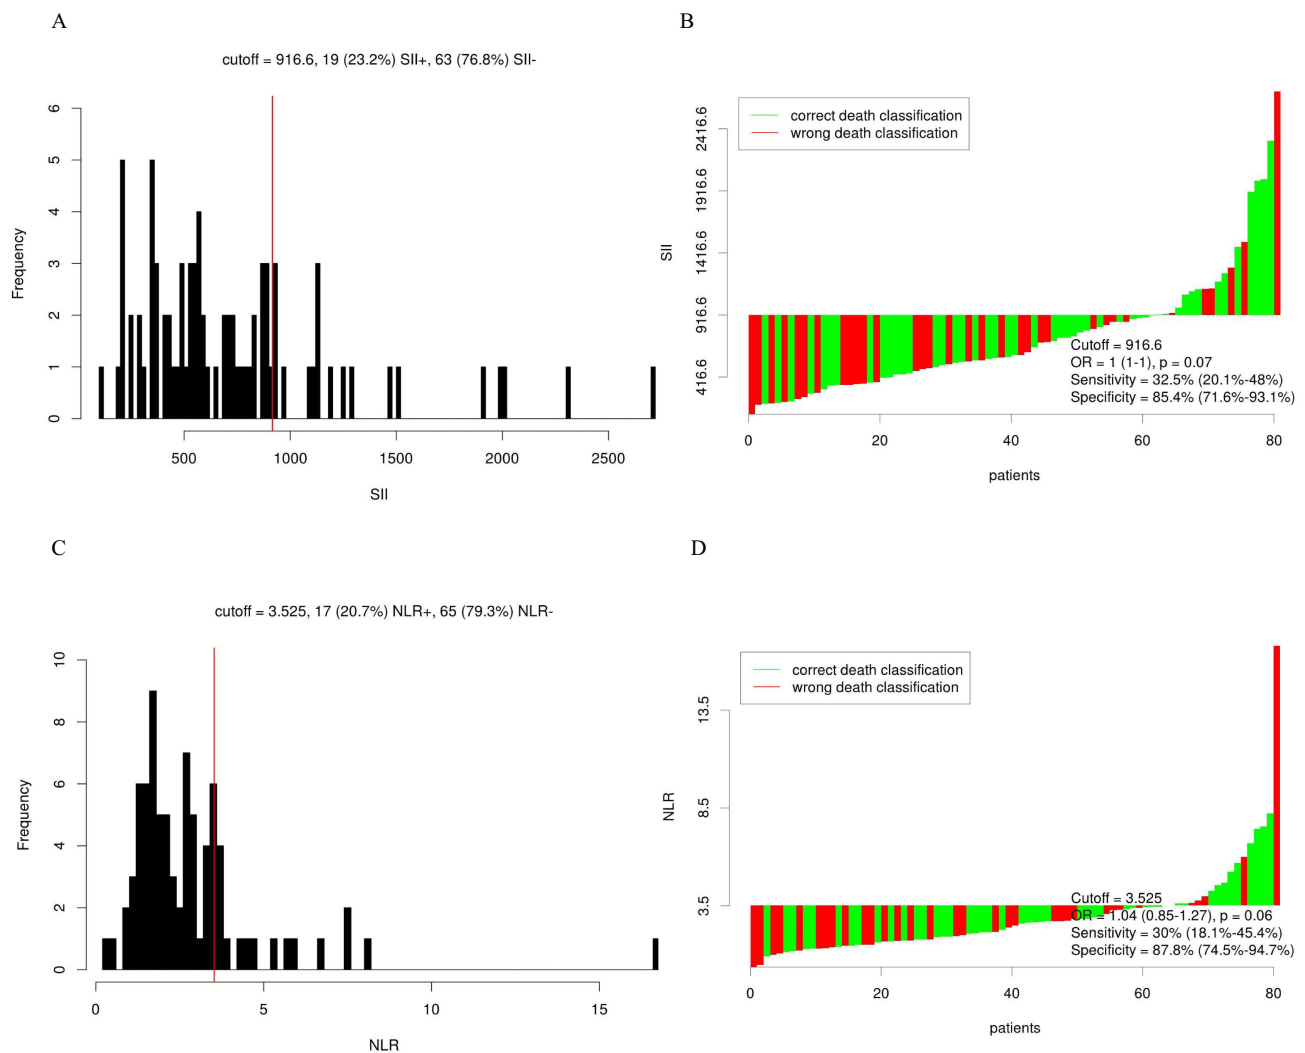 A
cutoff = 916.6, 19 (23.2%) SII+, 63 (76.8%) SII-
Frequency
0
1
2
3
4
5
6
500
1000
1500
2000
2500
SII
B
correct death classification
wrong death classification
SII
416.6
916.6
1416.6
1916.6
2416.6
Cutoff = 916.6
OR = 1 (1-1), p = 0.07
Sensitivity = 32.5% (20.1%-48%)
Specificity = 85.4% (71.6%-93.1%)
0
20
40
60
80
patients
C
cutoff = 3.525, 17 (20.7%) NLR+, 65 (79.3%) NLR-
Frequency
0
2
4
6
8
10
0
5
10
15
NLR
D
correct death classification
wrong death classification
NLR
3.5
8.5
13.5
Cutoff = 3.525
OR = 1.04 (0.85-1.27), p = 0.06
Sensitivity = 30% (18.1%-45.4%)
Specificity = 87.8% (74.5%-94.7%)
0
20
40
60
80
patients